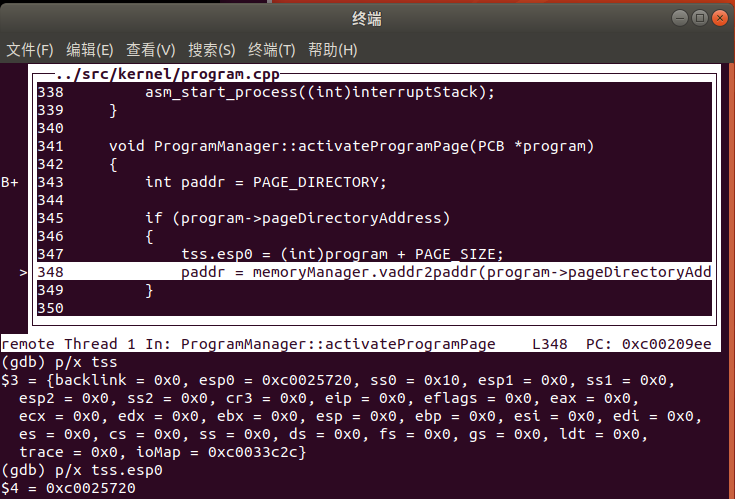 终端
文件(F) 编辑(E) 查看(V) 搜索(S) 终端(T) 帮助(H)
../src/kernel/program.cpp
338         asm_start_process((int)interruptStack);
339     }
340
341     void ProgramManager::activateProgramPage(PCB *program)
342     {
B+ 343         int paddr = PAGE_DIRECTORY;
344
345         if (program->pageDirectoryAddress)
346         {
347             tss.esp0 = (int)program + PAGE_SIZE;
> 348             paddr = memoryManager.vaddr2paddr(program->pageDirectoryAdd
349         }
350
remote Thread 1 In: ProgramManager::activateProgramPage    L348  PC: 0xc00209ee
(gdb) p/x tss
$3 = {backlink = 0x0, esp0 = 0xc0025720, ss0 = 0x10, esp1 = 0x0, ss1 = 0x0,
  esp2 = 0x0, ss2 = 0x0, cr3 = 0x0, eip = 0x0, eflags = 0x0, eax = 0x0,
  ecx = 0x0, edx = 0x0, ebx = 0x0, esp = 0x0, ebp = 0x0, esi = 0x0, edi = 0x0,
  es = 0x0, cs = 0x0, ss = 0x0, ds = 0x0, fs = 0x0, gs = 0x0, ldt = 0x0,
  trace = 0x0, ioMap = 0xc0033c2c}
(gdb) p/x tss.esp0
$4 = 0xc0025720